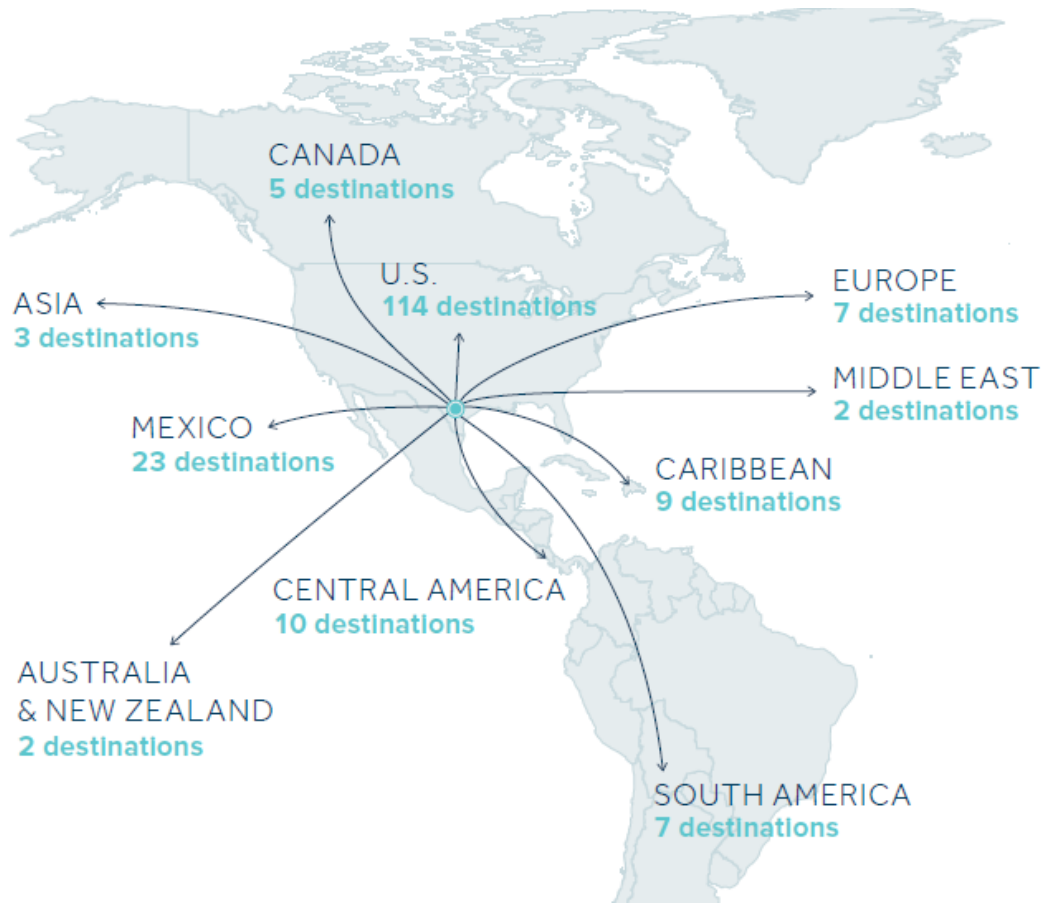 CANADA
5 destinations
U.S.
114 destinations
ASIA
3 destinations
EUROPE
7 destinations
MIDDLE EAST
2 destinations
MEXICO
23 destinations
CARIBBEAN
9 destinations
CENTRAL AMERICA
10 destinations
AUSTRALIA
& NEW ZEALAND
2 destinations
SOUTH AMERICA
7 destinations